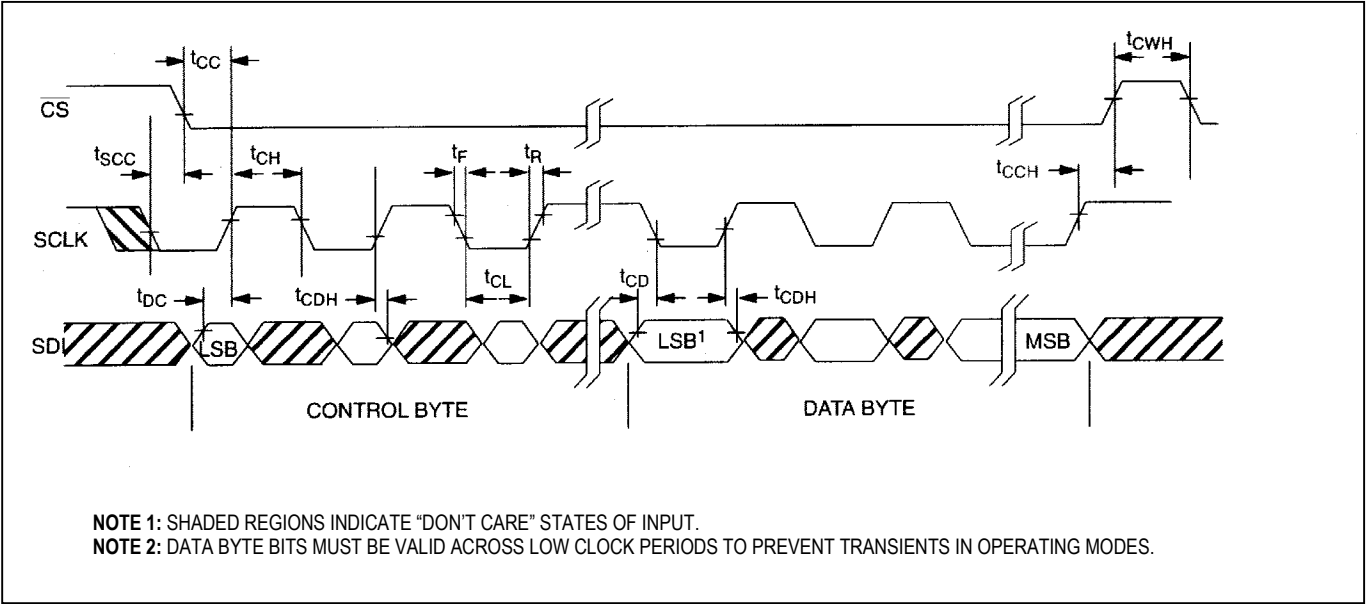 tCC
tCWH
CS
tSCC
tCH
tF
tR
tCCH
SCLK
tDC
tCDH
tCL
tCD
tCDH
SDI
LSB
LSB1
MSB
CONTROL BYTE
DATA BYTE
NOTE 1: SHADED REGIONS INDICATE “DON’T CARE” STATES OF INPUT.
NOTE 2: DATA BYTE BITS MUST BE VALID ACROSS LOW CLOCK PERIODS TO PREVENT TRANSIENTS IN OPERATING MODES.